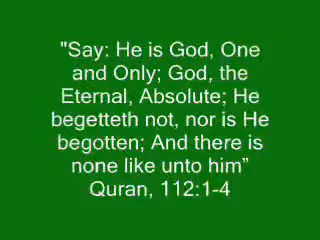 "Say: He is God, One
and Only; God, the
Eternal, Absolute; He
begetteth not, nor is He
begotten; And there is
none like unto him”
Quran, 112:1-4